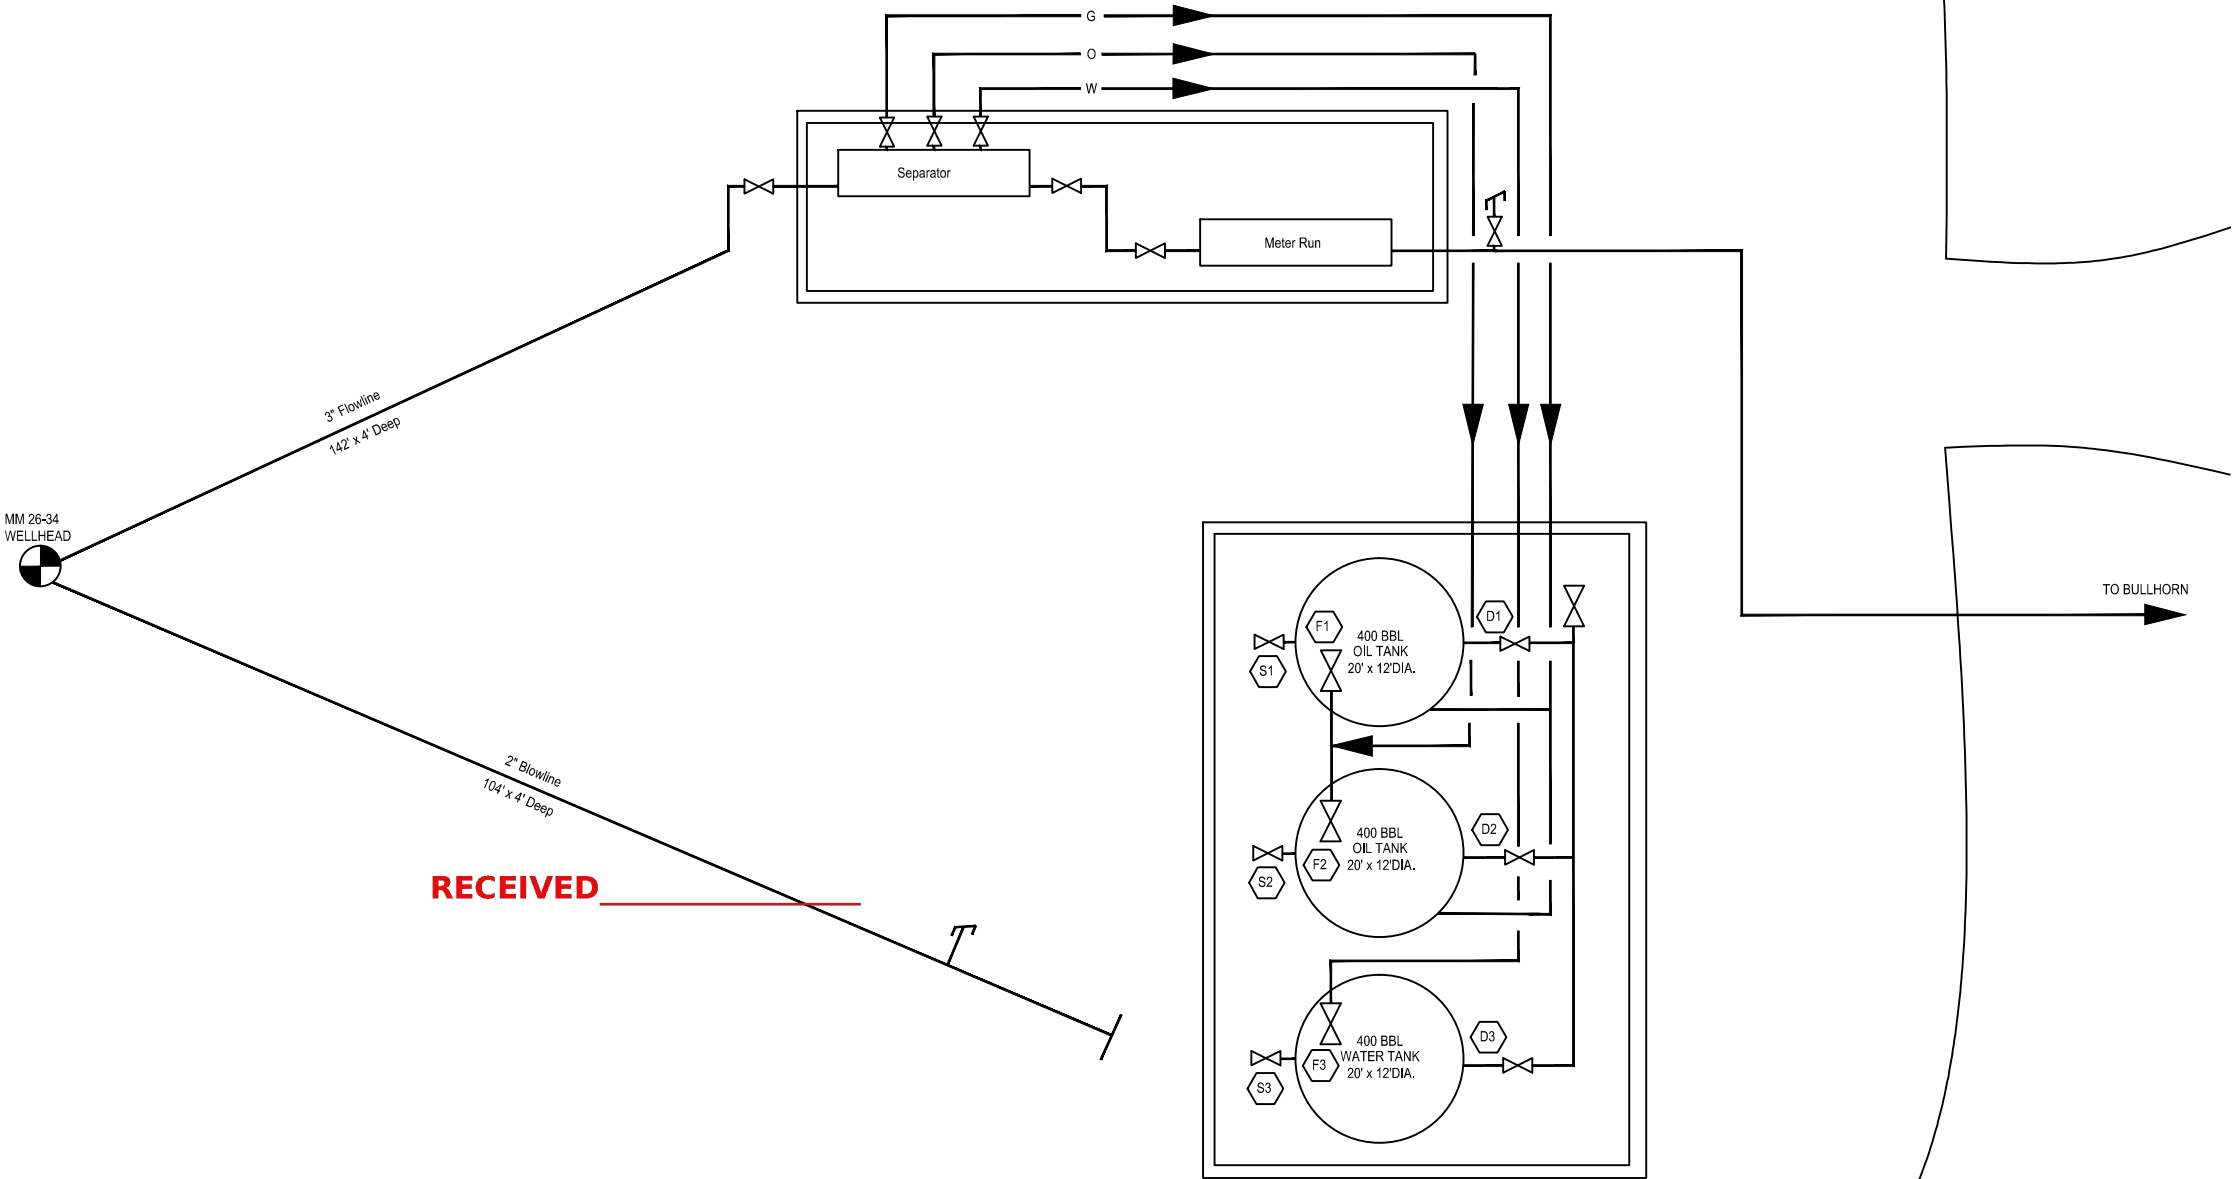 G
O
W
Separator
Meter Run
3" Flowline
142' x 4' Deep
MM 26-34
WELLHEAD
TO BULLHORN
F1
D1
400 BBL
OIL TANK
20' x 12'DIA.
S1
2" Blowline
104' x 4' Deep
D2
400 BBL
OIL TANK
20' x 12'DIA.
F2
S2
RECEIVED
D3
400 BBL
WATER TANK
20' x 12'DIA.
F3
S3